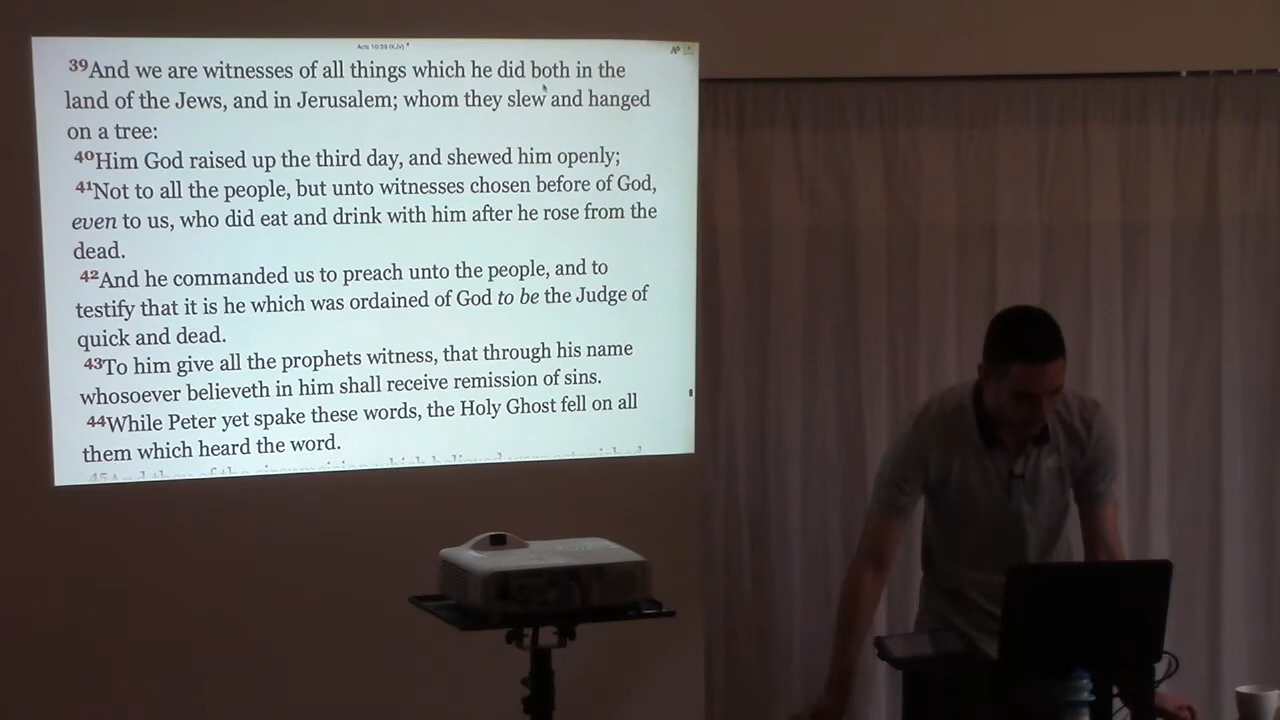 Acts 10:39 (KJV)
39And we are witnesses of all things which he did both in the
land of the Jews, and in Jerusalem; whom they slew and hanged
on a tree:
40Him God raised up the third day, and shewed him openly;
41Not to all the people, but unto witnesses chosen before of God,
even to us, who did eat and drink with him after he rose from the
dead.
42And he commanded us to preach unto the people, and to
testify that it is he which was ordained of God to be the Judge of
quick and dead.
43To him give all the prophets witness, that through his name
whosoever believeth in him shall receive remission of sins.
44While Peter yet spake these words, the Holy Ghost fell on all
them which heard the word.